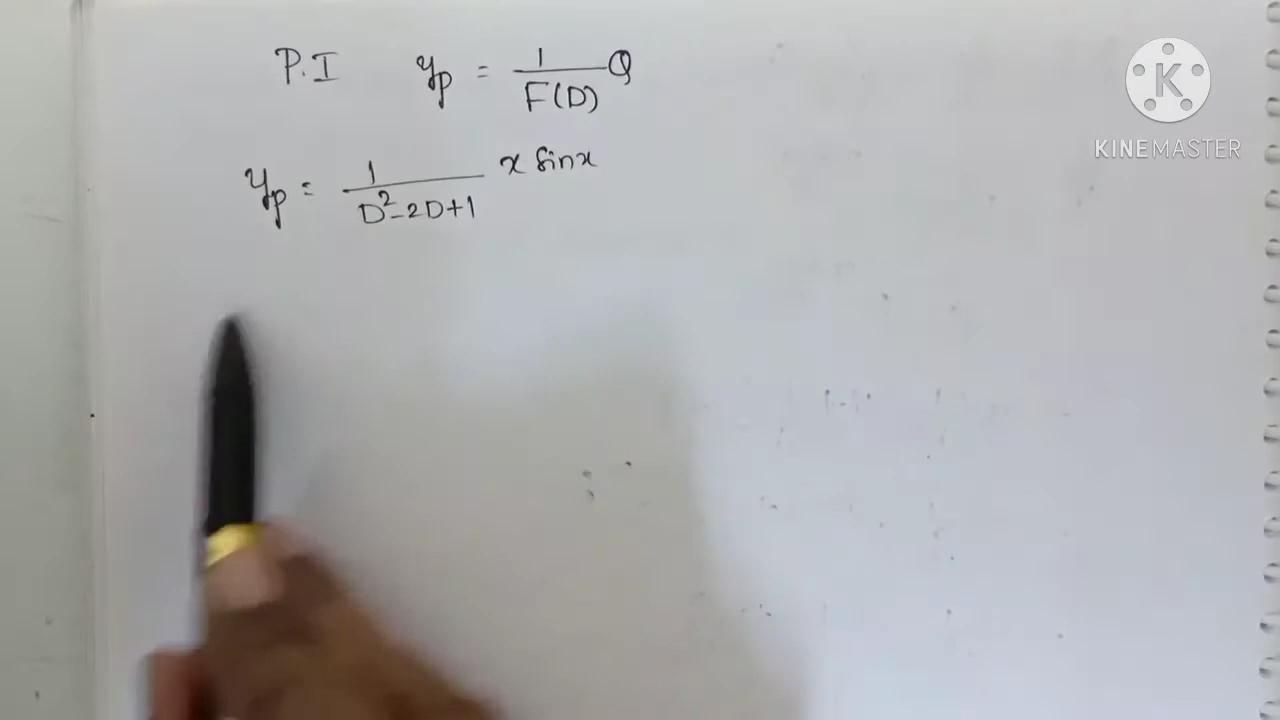 P.I yp = 1/F(D) Q
yp = 1/(D²-2D+1) x sinx
K
KINEMASTER